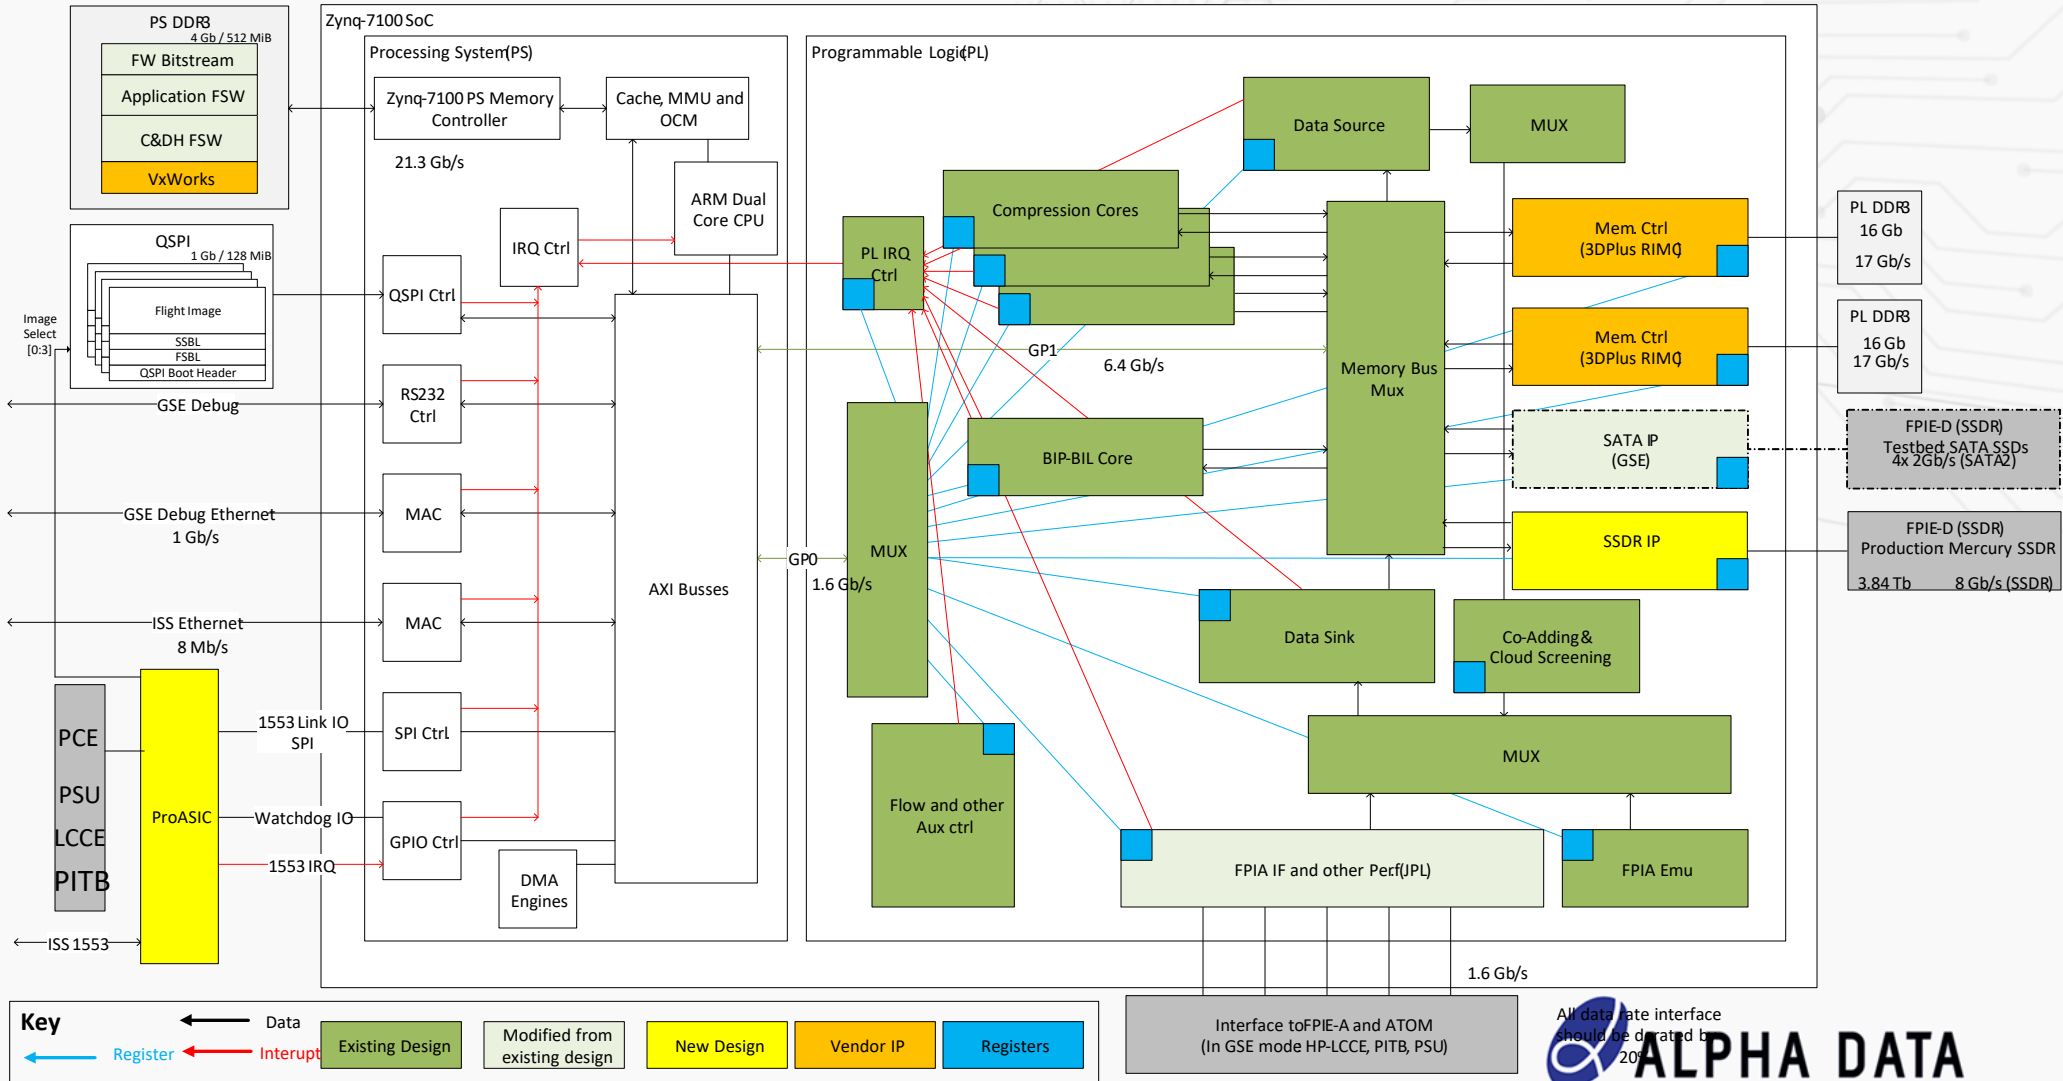 PS DDR3
4 Gb / 512 MiB
FW Bitstream
Application FSW
C&DH FSW
VxWorks
QSPI
1 Gb / 128 MiB
Flight Image
SSBL
FSBL
QSPI Boot Header
Image
Select
[0:3]
GSE Debug
GSE Debug Ethernet
1 Gb/s
ISS Ethernet
8 Mb/s
PCE
PSU
LCCE
PITB
ProASIC
1553 Link IO
SPI
Watchdog IO
1553 IRQ
ISS 1553
Zynq-7100 SoC
Processing System(PS)
Zynq-7100 PS Memory
Controller
21.3 Gb/s
Cache, MMU and
OCM
ARM Dual
Core CPU
IRQ Ctrl
QSPI Ctrl
RS232
Ctrl
MAC
MAC
SPI Ctrl
GPIO Ctrl
DMA
Engines
AXI Busses
GP1
6.4 Gb/s
GP0
1.6 Gb/s
Programmable Logic(PL)
PL IRQ
Ctrl
Compression Cores
Data Source
MUX
Memory Bus
Mux
Mem. Ctrl
(3DPlus RIMC)
Mem. Ctrl
(3DPlus RIMC)
SATA IP
(GSE)
SSDR IP
BIP-BIL Core
MUX
Data Sink
Co-Adding &
Cloud Screening
MUX
Flow and other
Aux ctrl
FPIA IF and other Perf(JPL)
FPIA Emu
1.6 Gb/s
PL DDR3
16 Gb
17 Gb/s
PL DDR3
16 Gb
17 Gb/s
FPIE-D (SSDR)
Testbed: SATA SSDs
4x 2Gb/s (SATA2)
FPIE-D (SSDR)
Production: Mercury SSDR
3.84 Tb 8 Gb/s (SSDR)
Interface to FPIE-A and ATOM
(In GSE mode HP-LCCE, PITB, PSU)
Key
Data
Register
Interupt
Existing Design
Modified from
existing design
New Design
Vendor IP
Registers
All data rate interface
should be derated by
20%
ALPHA DATA